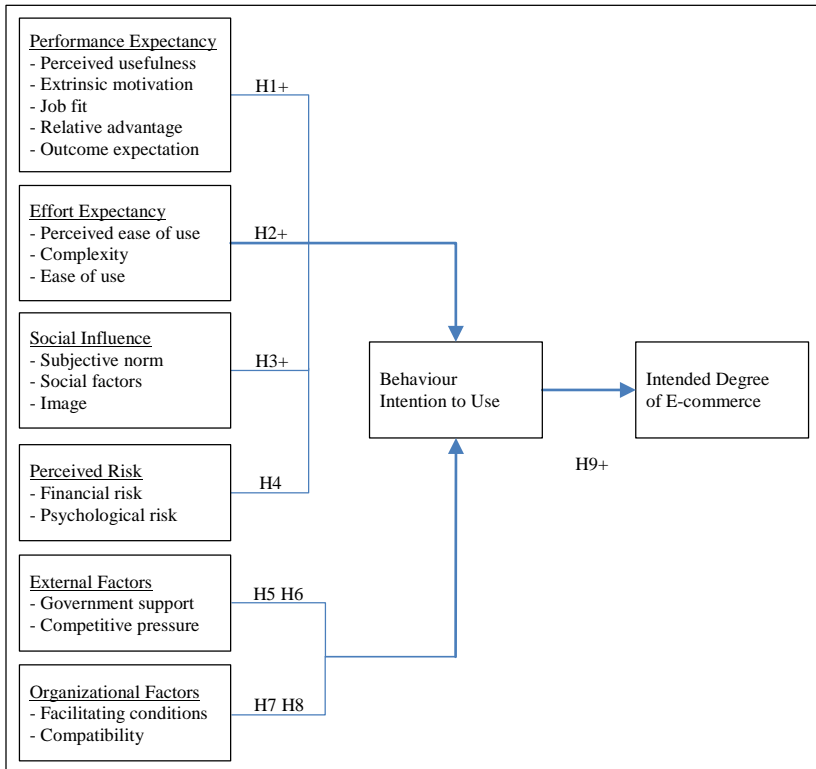 Performance Expectancy
- Perceived usefulness
- Extrinsic motivation
- Job fit
- Relative advantage
- Outcome expectation
H1+
Effort Expectancy
- Perceived ease of use
- Complexity
- Ease of use
H2+
Social Influence
- Subjective norm
- Social factors
- Image
H3+
Perceived Risk
- Financial risk
- Psychological risk
H4
External Factors
- Government support
- Competitive pressure
H5 H6
Organizational Factors
- Facilitating conditions
- Compatibility
H7 H8
Behaviour
Intention to Use
H9+
Intended Degree
of E-commerce